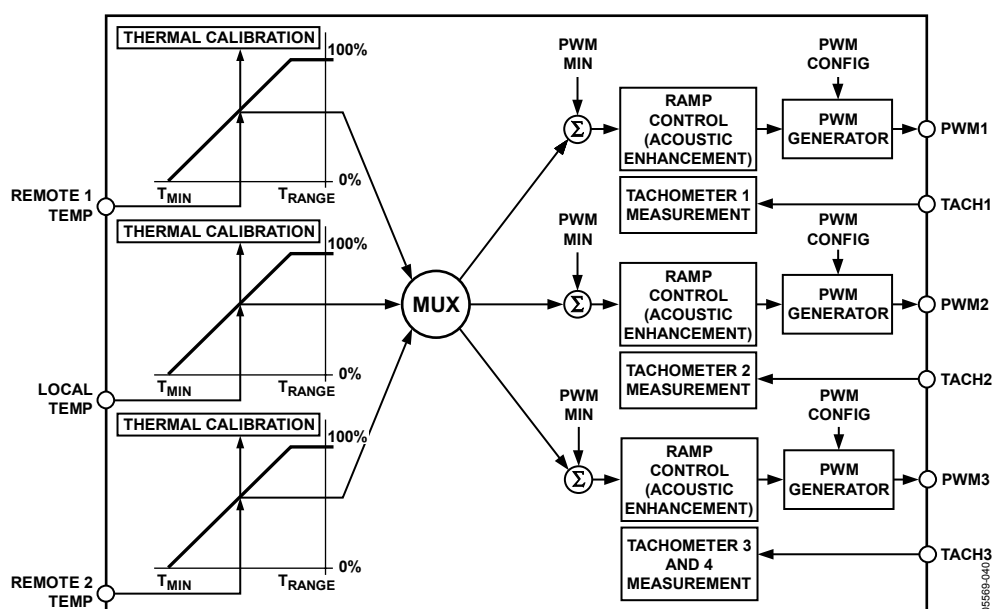 THERMAL CALIBRATION
100%
0%
TMIN
TRANGE
REMOTE 1
TEMP
THERMAL CALIBRATION
100%
0%
TMIN
TRANGE
LOCAL
TEMP
THERMAL CALIBRATION
100%
0%
TMIN
TRANGE
REMOTE 2
TEMP
MUX
PWM
MIN
Σ
RAMP
CONTROL
(ACOUSTIC
ENHANCEMENT)
PWM
CONFIG
PWM
GENERATOR
PWM1
TACHOMETER 1
MEASUREMENT
TACH1
PWM
MIN
Σ
RAMP
CONTROL
(ACOUSTIC
ENHANCEMENT)
PWM
CONFIG
PWM
GENERATOR
PWM2
TACHOMETER 2
MEASUREMENT
TACH2
PWM
MIN
Σ
RAMP
CONTROL
(ACOUSTIC
ENHANCEMENT)
PWM
CONFIG
PWM
GENERATOR
PWM3
TACHOMETER 3
AND 4
MEASUREMENT
TACH3
05569-040